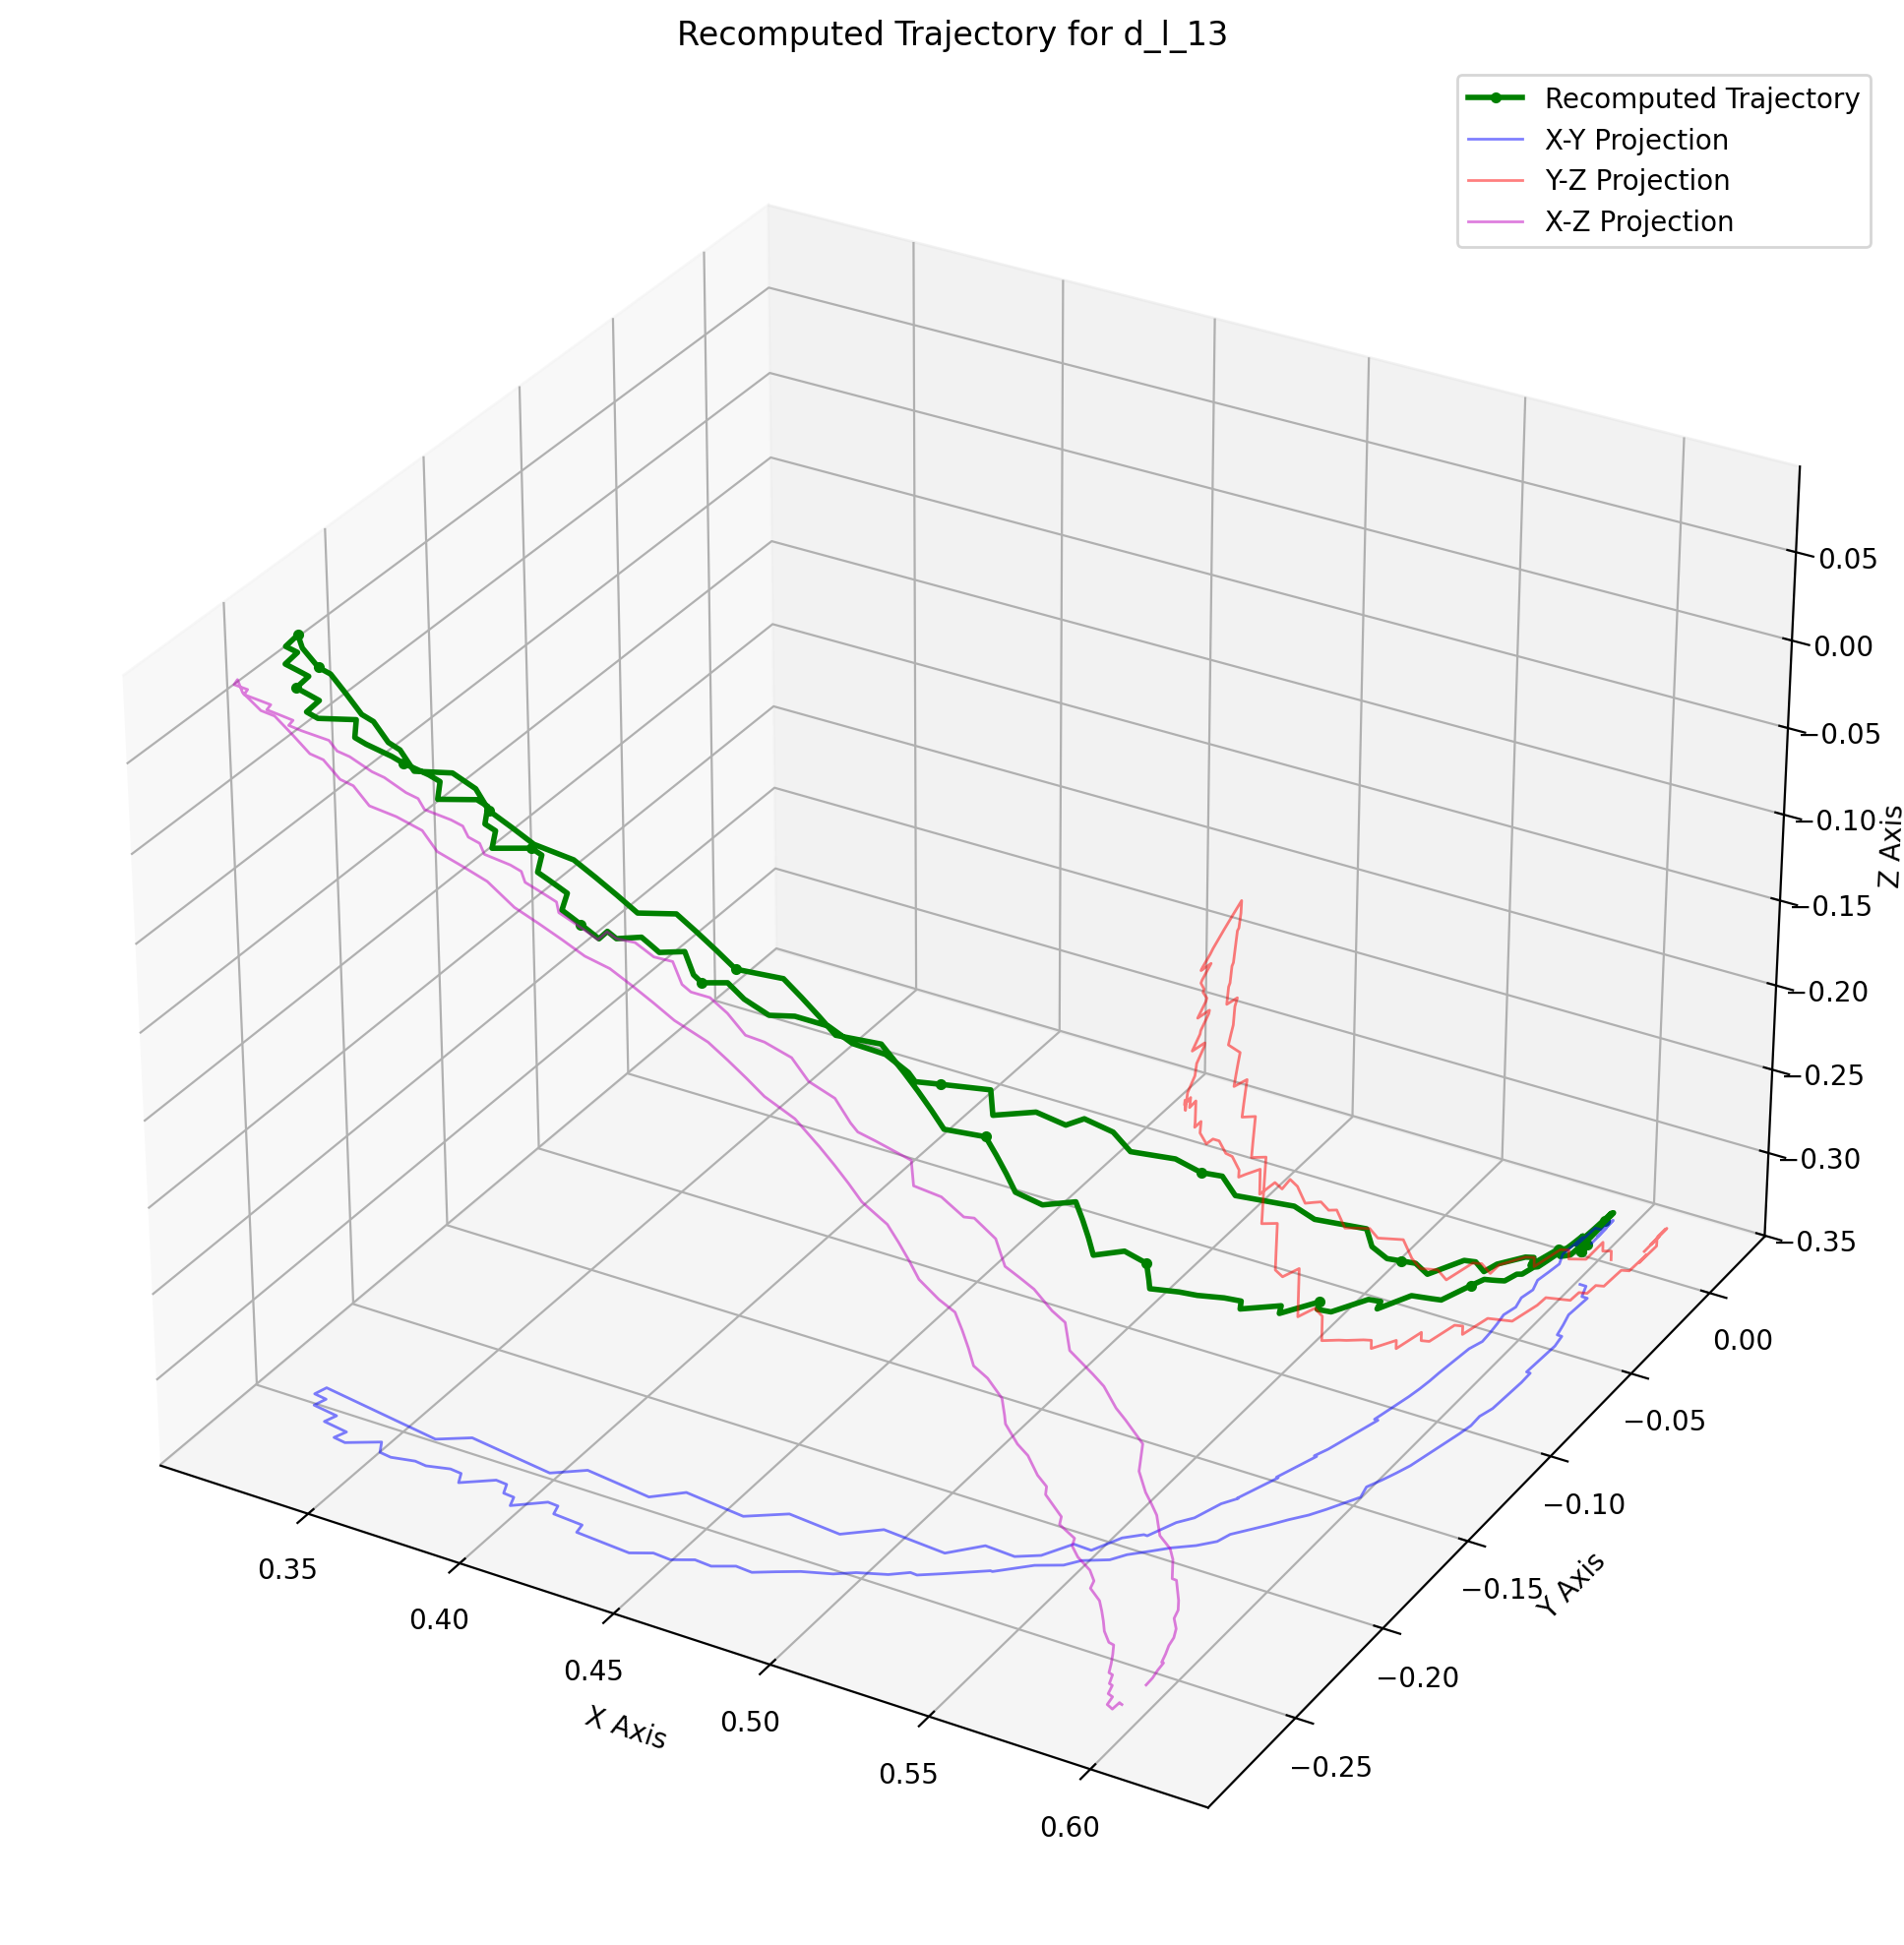 Recomputed Trajectory for d_l_13
Recomputed Trajectory
X-Y Projection
Y-Z Projection
X-Z Projection
0.05
0.00
−0.05
−0.10
−0.15
−0.20
−0.25
−0.30
−0.35
Z Axis
0.00
−0.05
−0.10
−0.15
−0.20
−0.25
Y Axis
0.35
0.40
0.45
0.50
0.55
0.60
X Axis